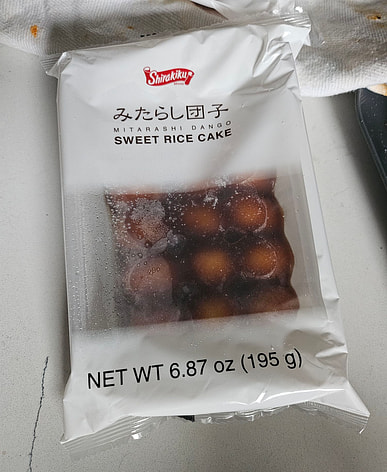 Shirakiku
みたらし団子
MITARASHI DANGO
SWEET RICE CAKE
NET WT 6.87 oz (195 g)